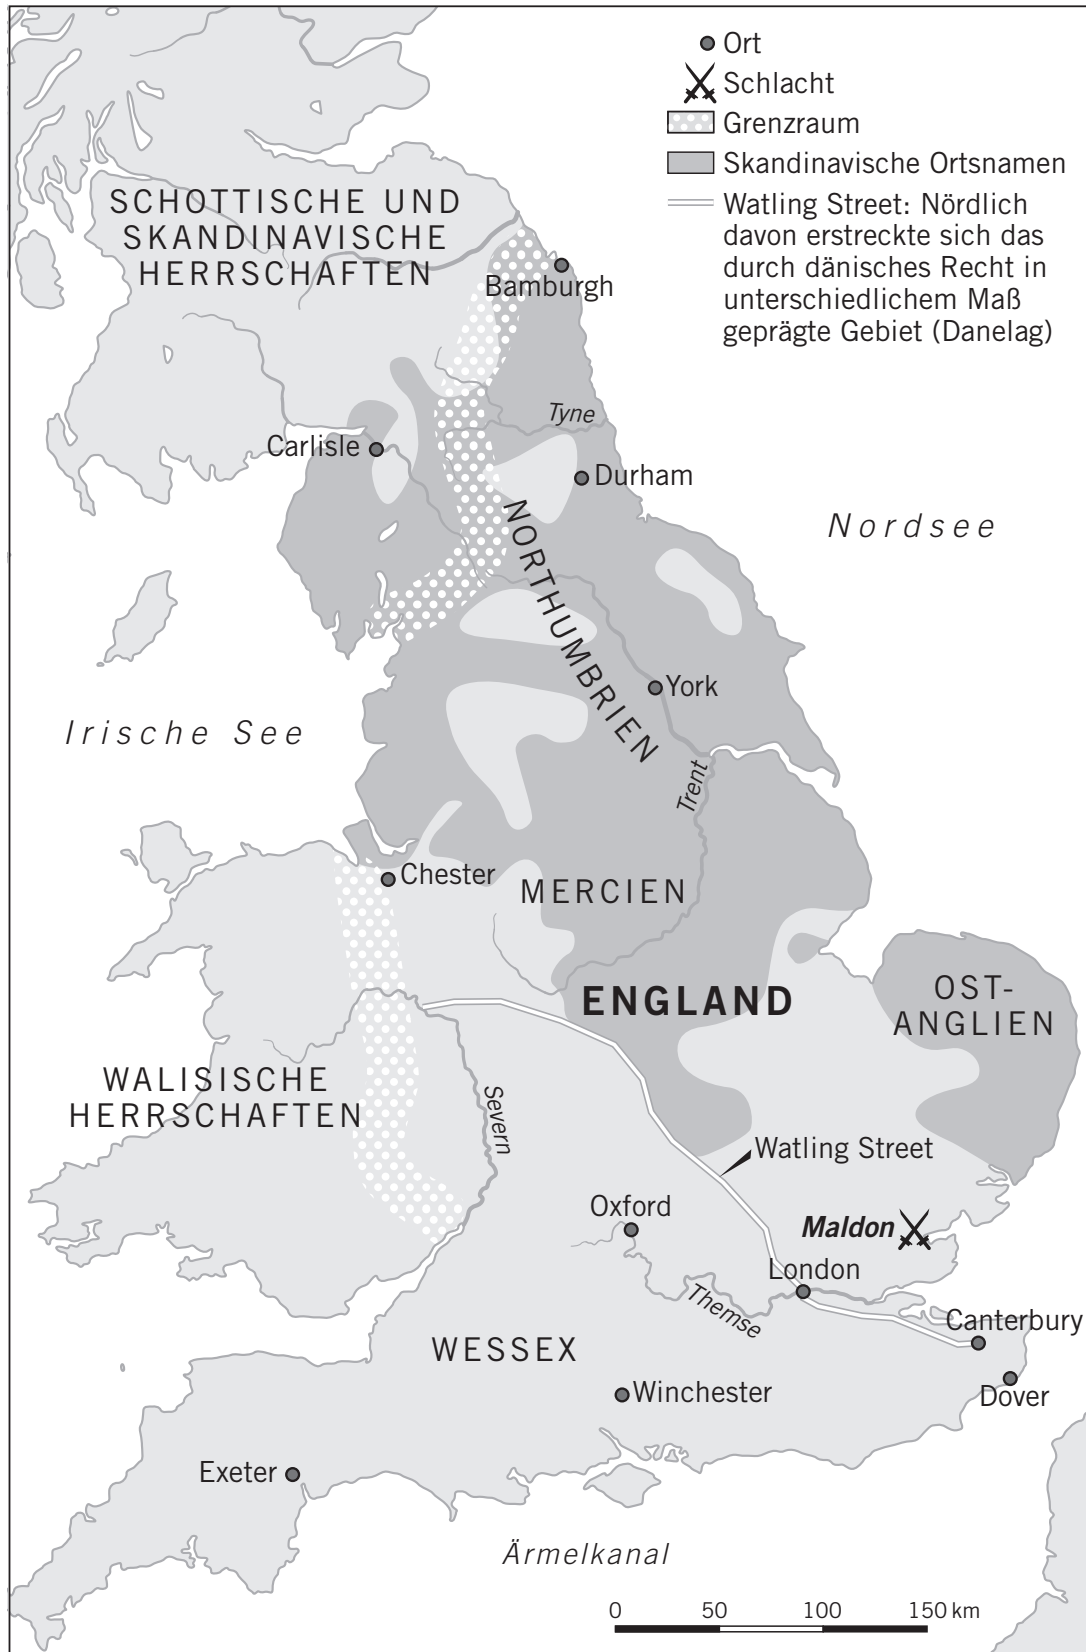 Ort
Schlacht
Grenzraum
Skandinavische Ortsnamen
Watling Street: Nördlich
davon erstreckte sich das
durch dänisches Recht in
unterschiedlichem Maß
geprägte Gebiet (Danelag)
SCHOTTISCHE UND
SKANDINAVISCHE
HERRSCHAFTEN
Bamburgh
Tyne
Carlisle
Durham
Nordsee
NORTHUMBRIEN
York
Irische See
Trent
Chester
MERCIEN
ENGLAND
OST-
ANGLIEN
WALISISCHE
HERRSCHAFTEN
Severn
Watling Street
Oxford
Maldon
London
Themse
Canterbury
WESSEX
Winchester
Dover
Exeter
Ärmelkanal
0 50 100 150 km